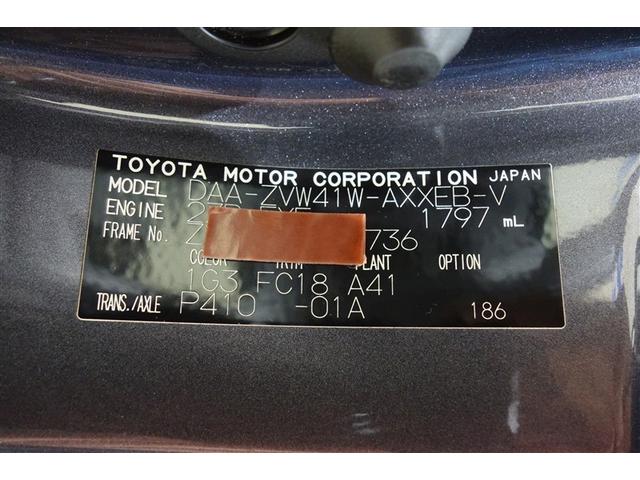 TOYOTA MOTOR CORPORATION JAPAN
MODEL DAA-ZVW41W-AXXEB-V
ENGINE 1797 mL
FRAME No. 736
COLOR TRIM PLANT OPTION
1G3 FC18 A41
TRANS./AXLE P410 -01A 186